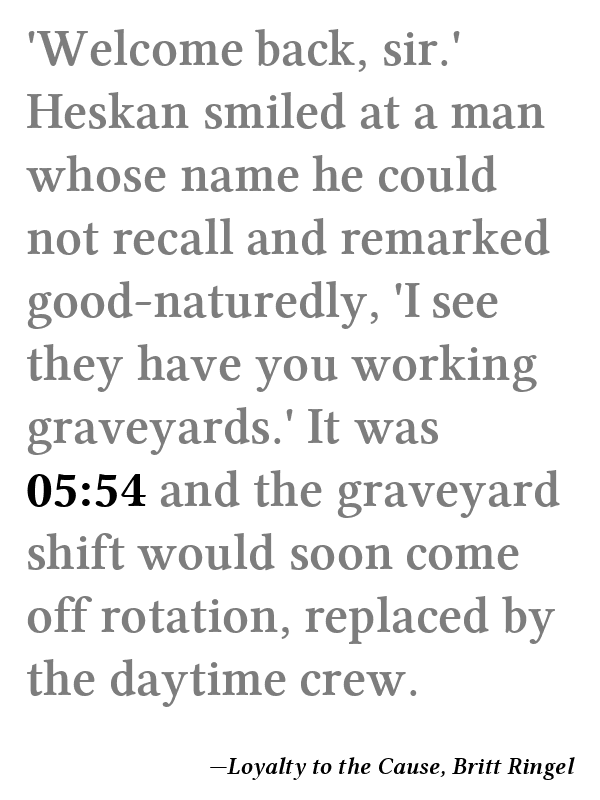 'Welcome back, sir.'
Heskan smiled at a man
whose name he could
not recall and remarked
good-naturedly, 'I see
they have you working
graveyards.' It was
05:54 and the graveyard
shift would soon come
off rotation, replaced by
the daytime crew.
—Loyalty to the Cause, Britt Ringel